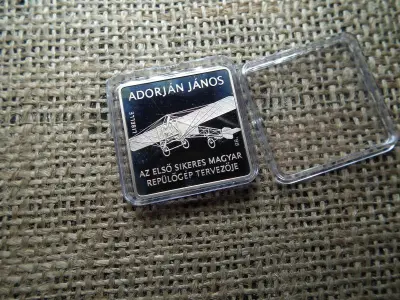 ADORJÁN JÁNOS
LIBELLE
AZ ELSŐ SIKERES MAGYAR
REPÜLŐGÉP TERVEZŐJE